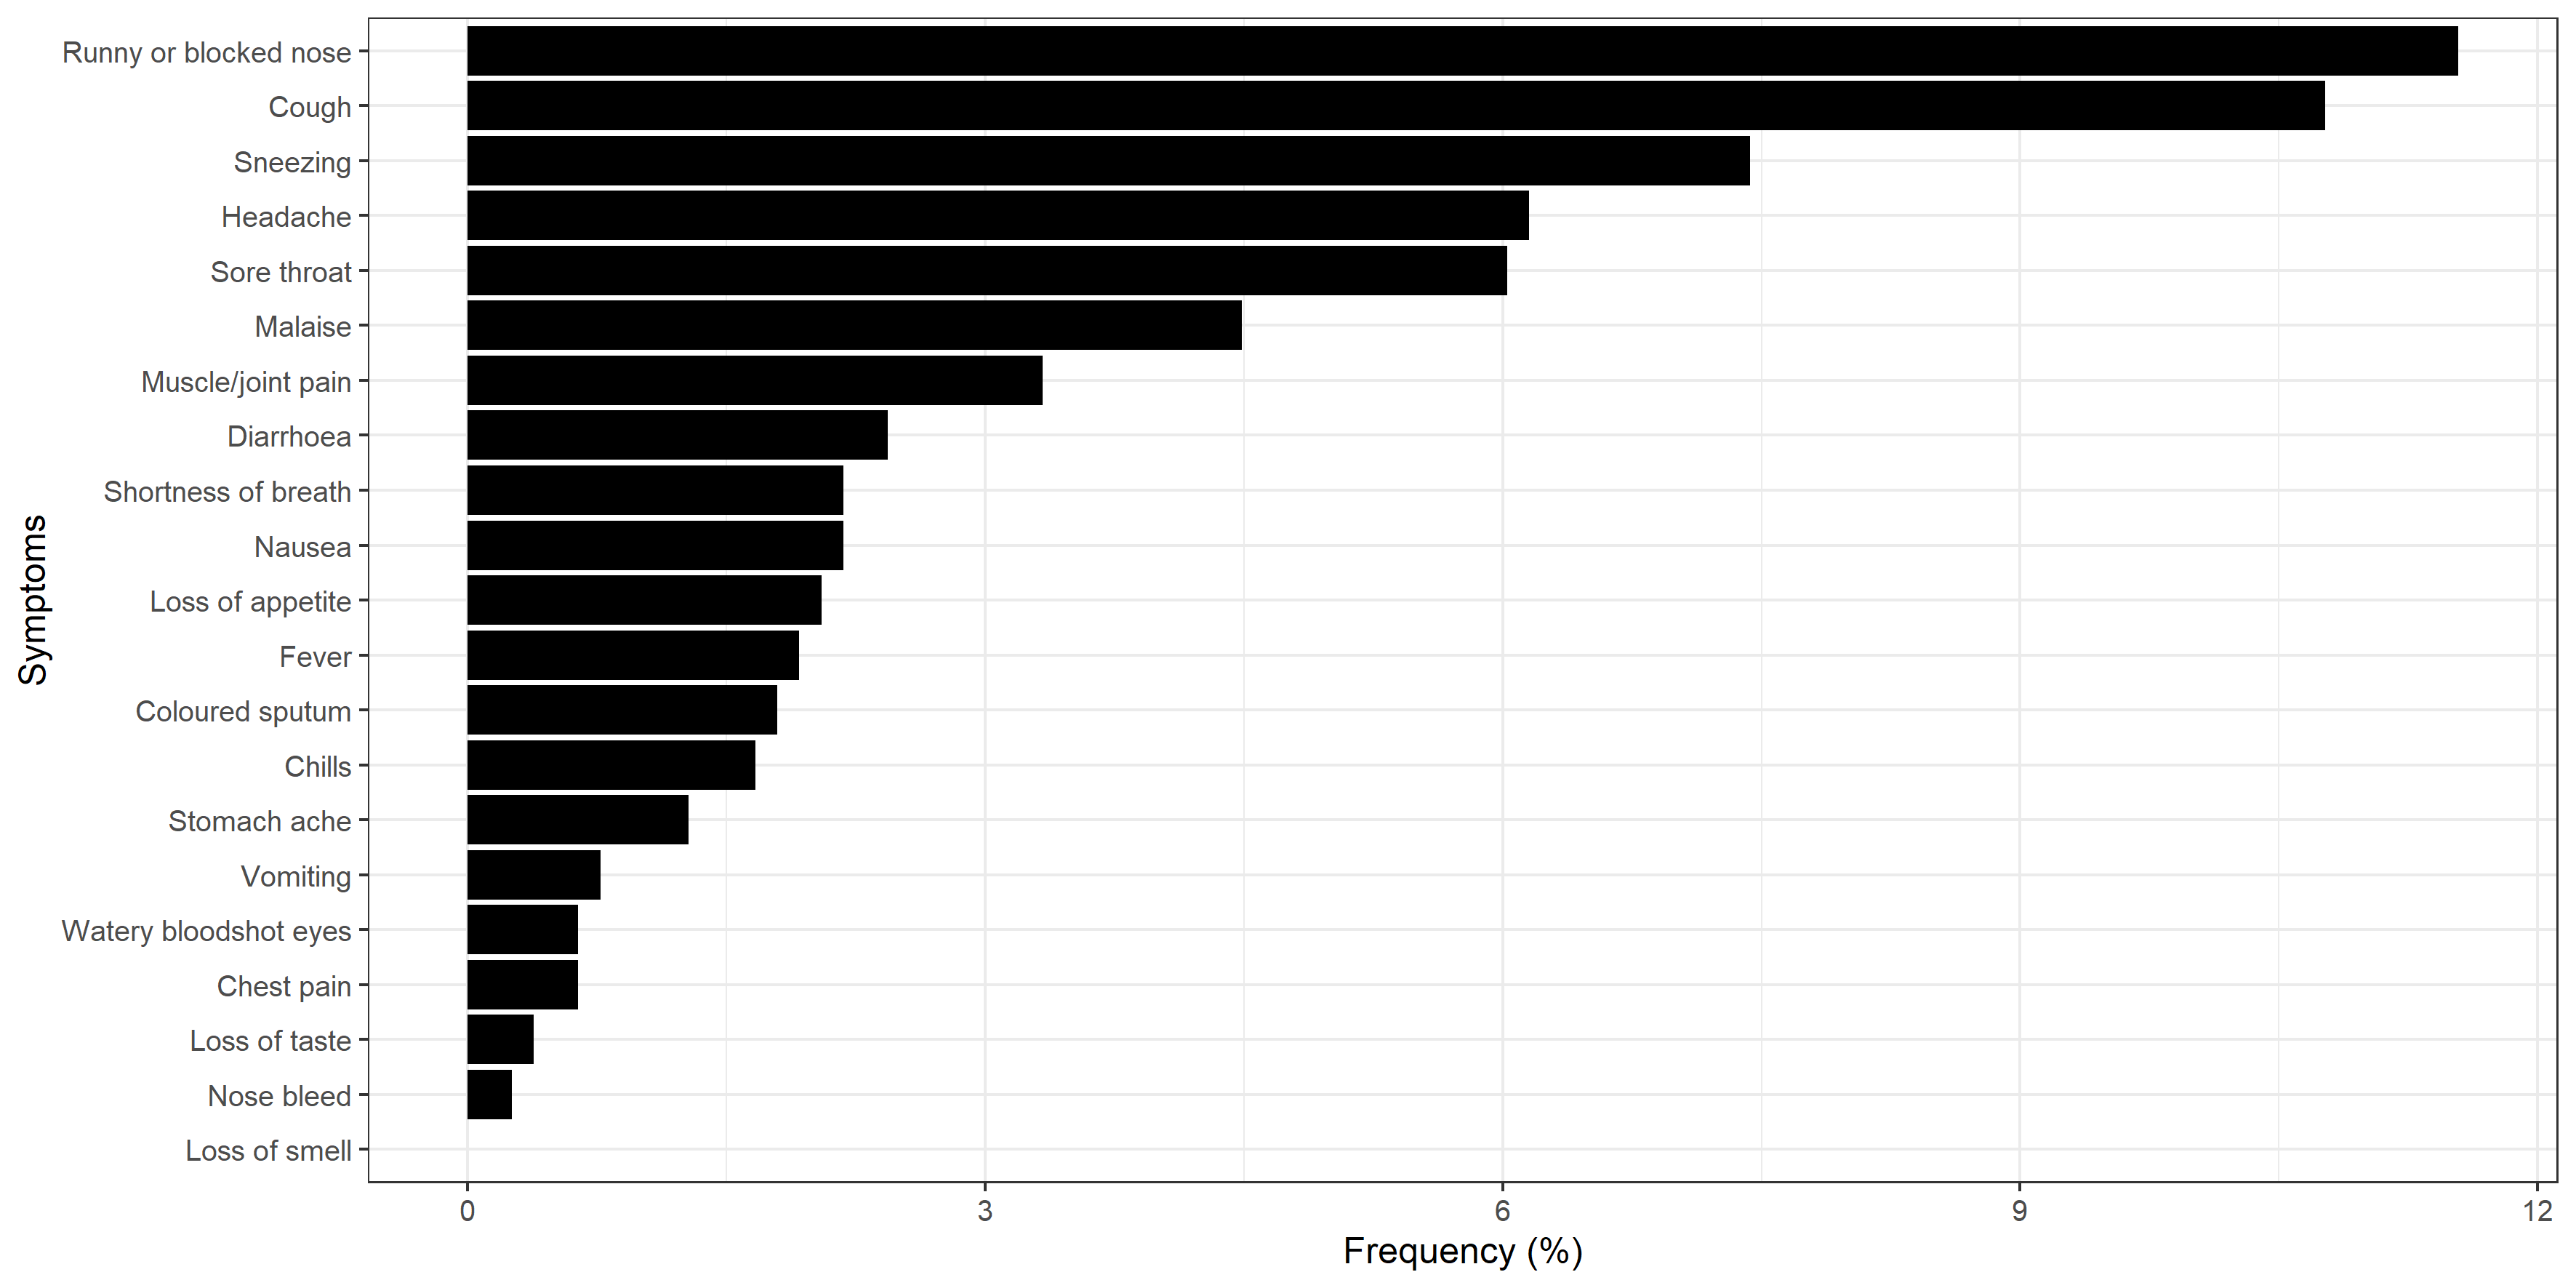 Runny or blocked nose
Cough
Sneezing
Headache
Sore throat
Malaise
Muscle/joint pain
Diarrhoea
Shortness of breath
Nausea
Loss of appetite
Fever
Coloured sputum
Chills
Stomach ache
Vomiting
Watery bloodshot eyes
Chest pain
Loss of taste
Nose bleed
Loss of smell
Symptoms
0 3 6 9 12
Frequency (%)